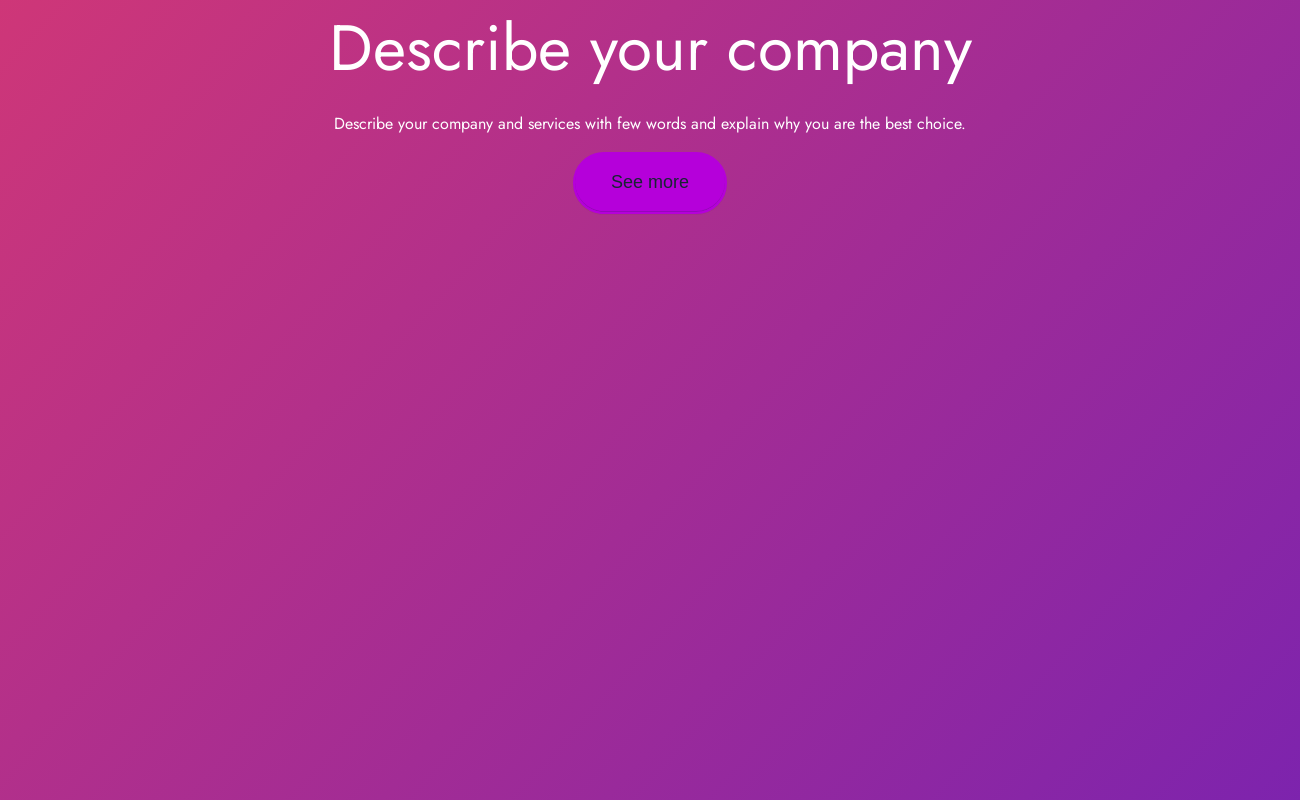 Describe your company
Describe your company and services with few words and explain why you are the best choice.
See more